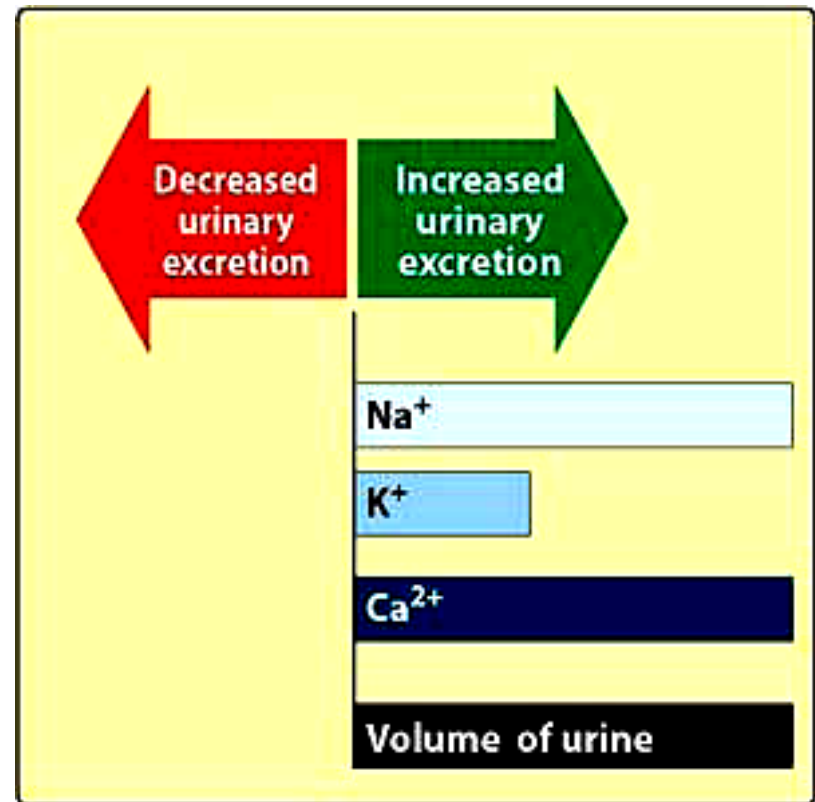 Decreased
urinary
excretion
Increased
urinary
excretion
Na⁺
K⁺
Ca²⁺
Volume of urine